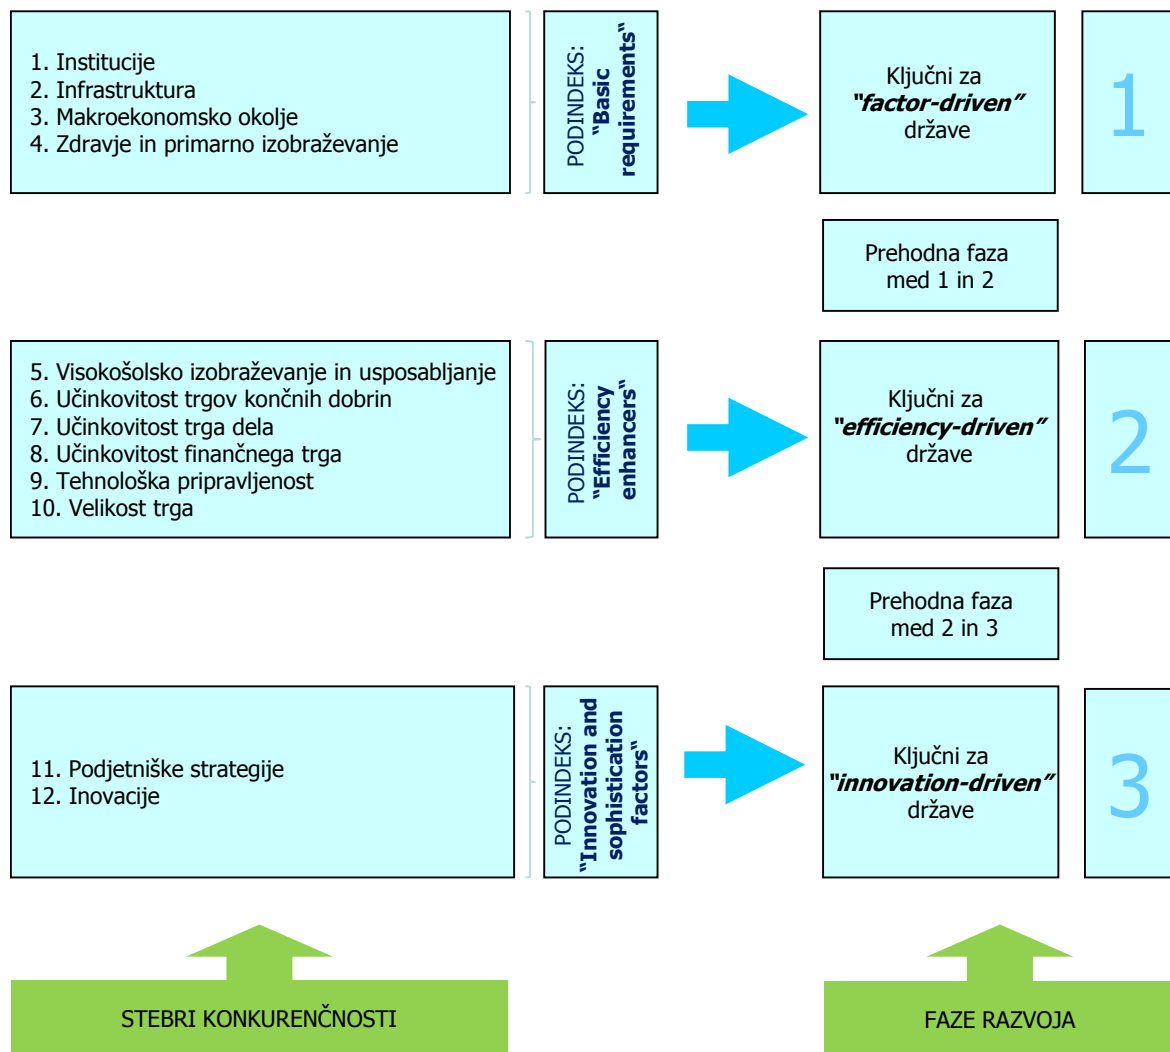 1. Institucije
2. Infrastruktura
3. Makroekonomsko okolje
4. Zdravje in primarno izobraževanje
PODINDEKS:
“Basic
requirements“
Ključni za
“factor-driven”
države
1
Prehodna faza
med 1 in 2
5. Visokošolsko izobraževanje in usposabljanje
6. Učinkovitost trgov končnih dobrin
7. Učinkovitost trga dela
8. Učinkovitost finančnega trga
9. Tehnološka pripravljenost
10. Velikost trga
PODINDEKS:
“Efficiency
enhancers“
Ključni za
“efficiency-driven”
države
2
Prehodna faza
med 2 in 3
11. Podjetniške strategije
12. Inovacije
PODINDEKS:
“Innovation and
sophistication
factors“
Ključni za
“innovation-driven”
države
3
STEBRI KONKURENČNOSTI
FAZE RAZVOJA